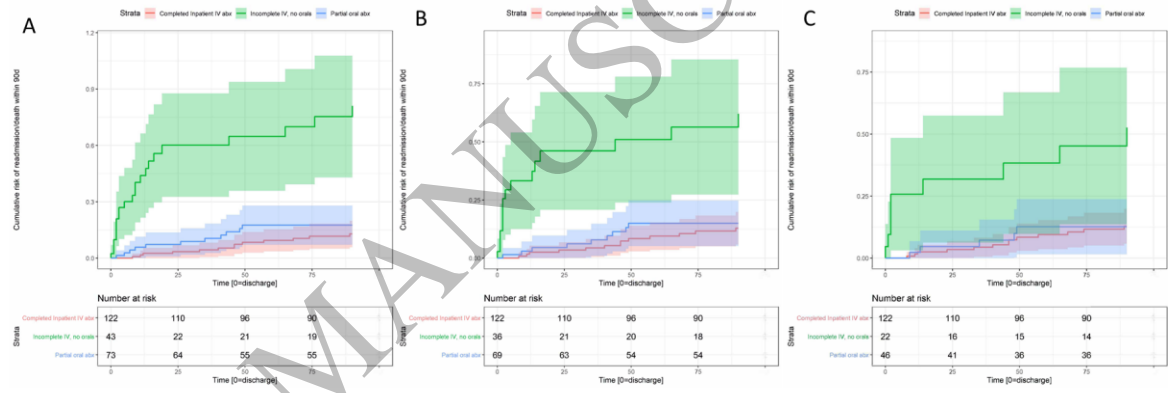 A
Strata Completed Inpatient IV abx Incomplete IV, no orals Partial oral abx
Cumulative risk of readmission/death within 90d
1.2
0.9
0.6
0.3
0.0
0 25 50 75
Time [0=discharge]
Number at risk
Strata
Completed Inpatient IV abx 122 110 96 90
Incomplete IV, no orals 43 22 21 19
Partial oral abx 73 64 55 55
0 25 50 75
Time [0=discharge]
B
Strata Completed Inpatient IV abx Incomplete IV, no orals Partial oral abx
Cumulative risk of readmission/death within 90d
0.75
0.50
0.25
0.00
0 25 50 75
Time [0=discharge]
Number at risk
Strata
Completed Inpatient IV abx 122 110 96 90
Incomplete IV, no orals 36 21 20 18
Partial oral abx 69 63 54 54
0 25 50 75
Time [0=discharge]
C
Strata Completed Inpatient IV abx Incomplete IV, no orals Partial oral abx
Cumulative risk of readmission/death within 90d
0.75
0.50
0.25
0.00
0 25 50 75
Time [0=discharge]
Number at risk
Strata
Completed Inpatient IV abx 122 110 96 90
Incomplete IV, no orals 22 16 15 14
Partial oral abx 46 41 36 36
0 25 50 75
Time [0=discharge]
MANUSC